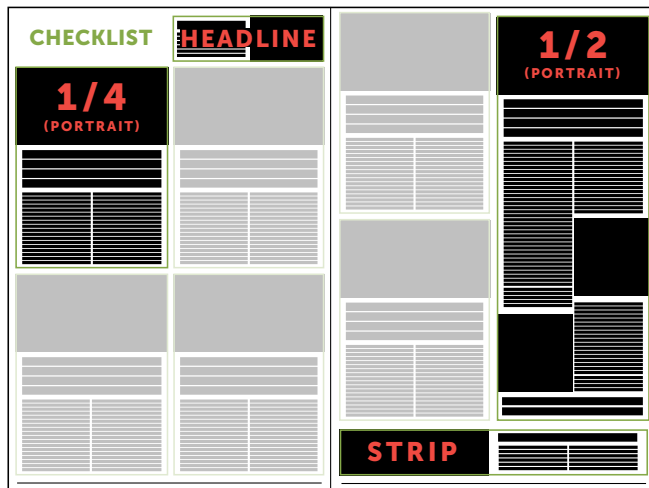 CHECKLIST
HEADLINE
1/4
(PORTRAIT)
1/2
(PORTRAIT)
STRIP